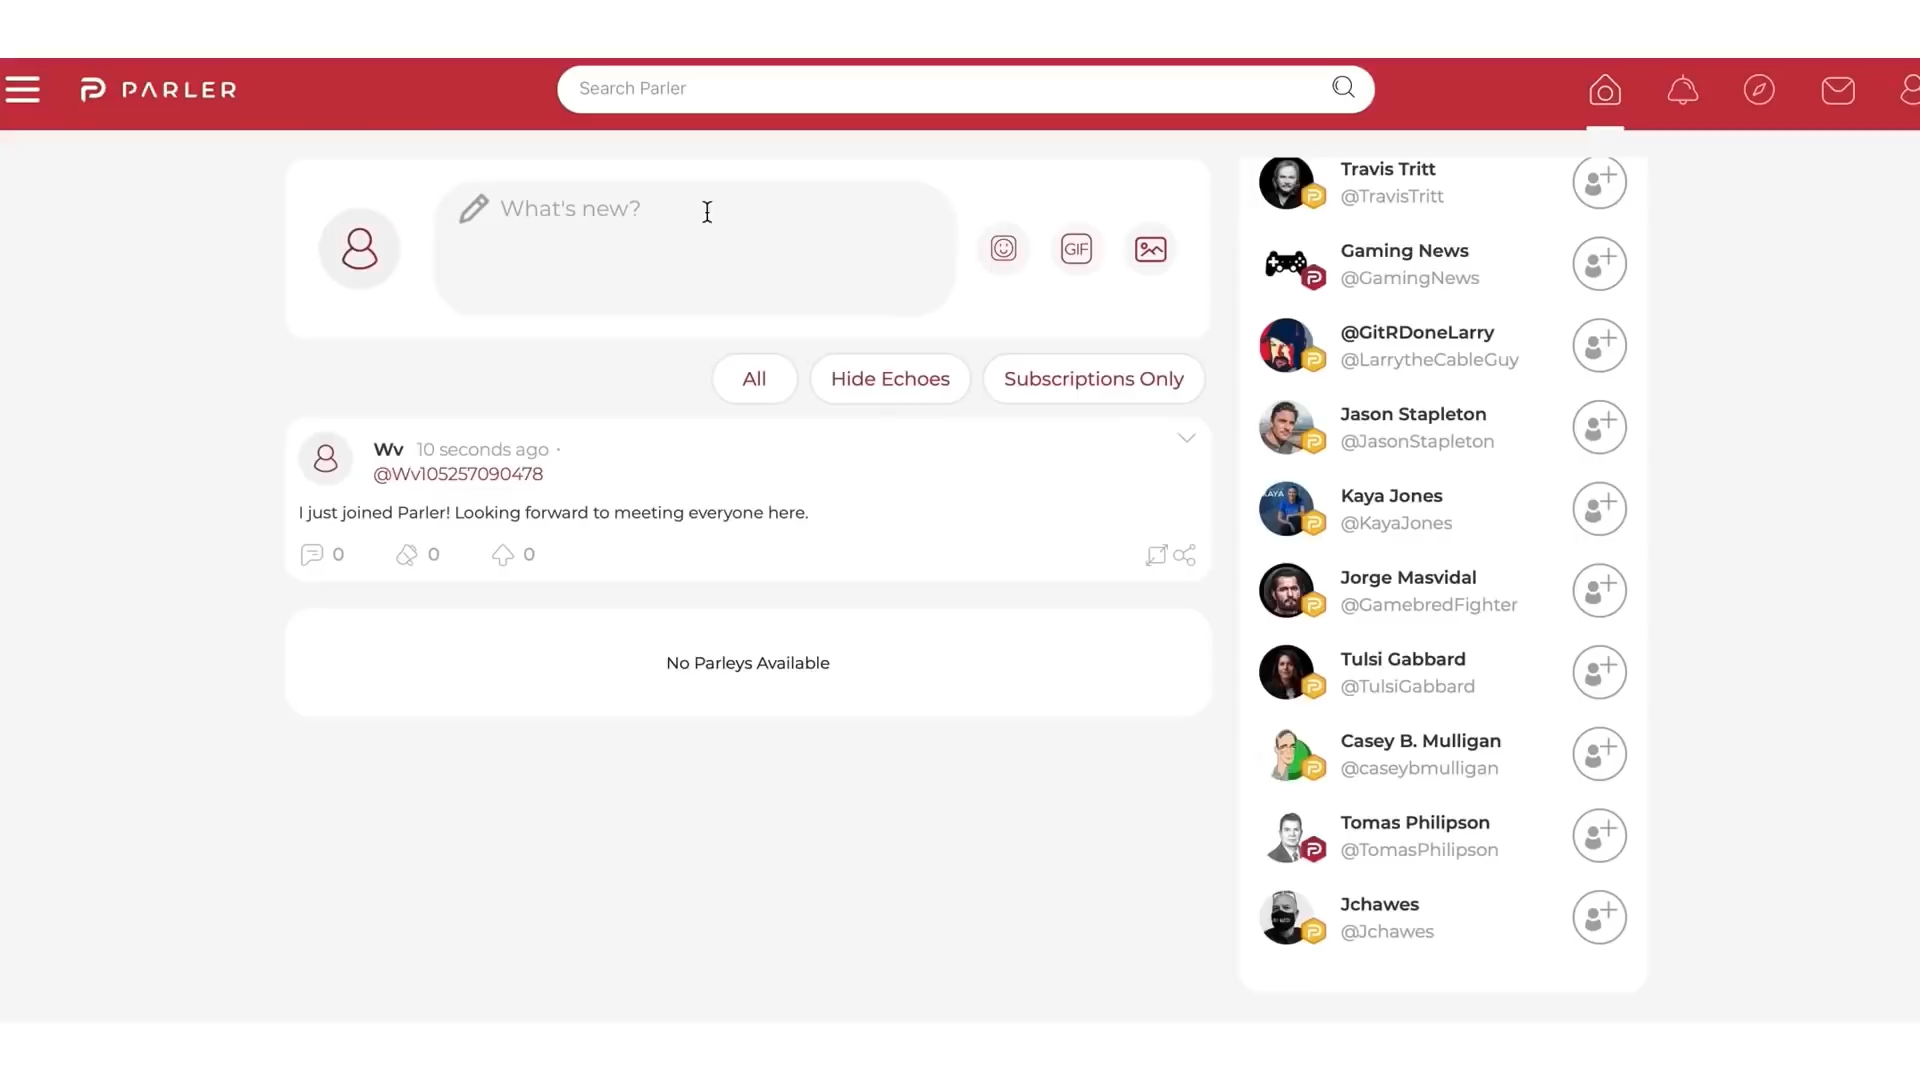 PARLER
Search Parler
What's new?
GIF
All
Hide Echoes
Subscriptions Only
Wv 10 seconds ago ·
@Wv105257090478
I just joined Parler! Looking forward to meeting everyone here.
0
0
0
No Parleys Available
Travis Tritt
@TravisTritt
Gaming News
@GamingNews
@GitRDoneLarry
@LarrytheCableGuy
Jason Stapleton
@JasonStapleton
KAYA
Kaya Jones
@KayaJones
Jorge Masvidal
@GamebredFighter
Tulsi Gabbard
@TulsiGabbard
Casey B. Mulligan
@caseybmulligan
Tomas Philipson
@TomasPhilipson
Jchawes
@Jchawes